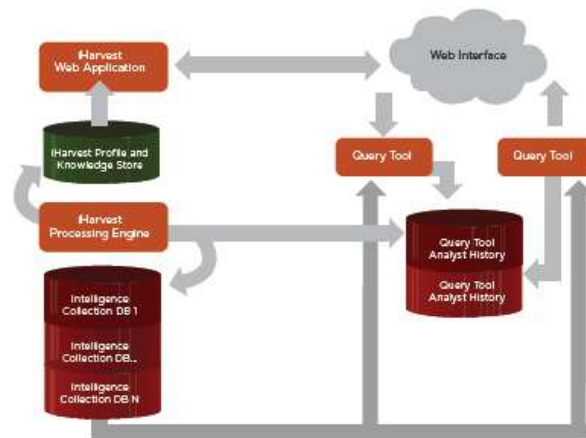 iHarvest
Web Application
Web Interface
iHarvest Profile and
Knowledge Store
Query Tool
Query Tool
iHarvest
Processing Engine
Query Tool
Analyst History
Query Tool
Analyst History
Intelligence
Collection DB 1
Intelligence
Collection DB...
Intelligence
Collection DB N